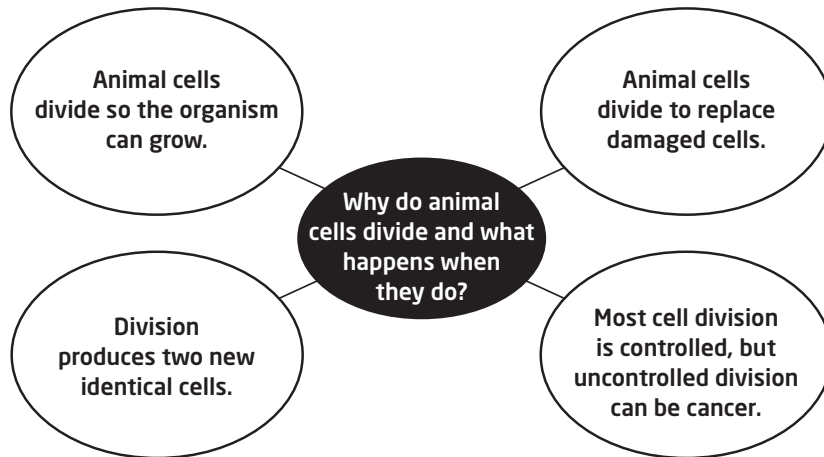 Animal cells
divide so the organism
can grow.
Animal cells
divide to replace
damaged cells.
Why do animal
cells divide and what
happens when
they do?
Division
produces two new
identical cells.
Most cell division
is controlled, but
uncontrolled division
can be cancer.